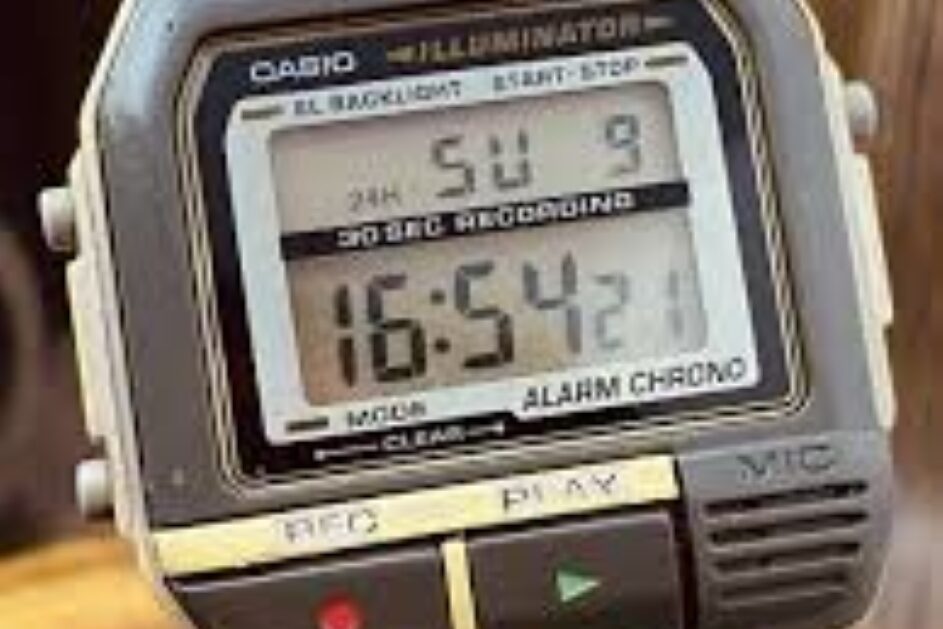 CASIO ILLUMINATOR
EL BACKLIGHT START·STOP
24H SU 9
30 SEC RECORDING
16:54 21
MODE ALARM CHRONO
CLEAR
REC PLAY MIC